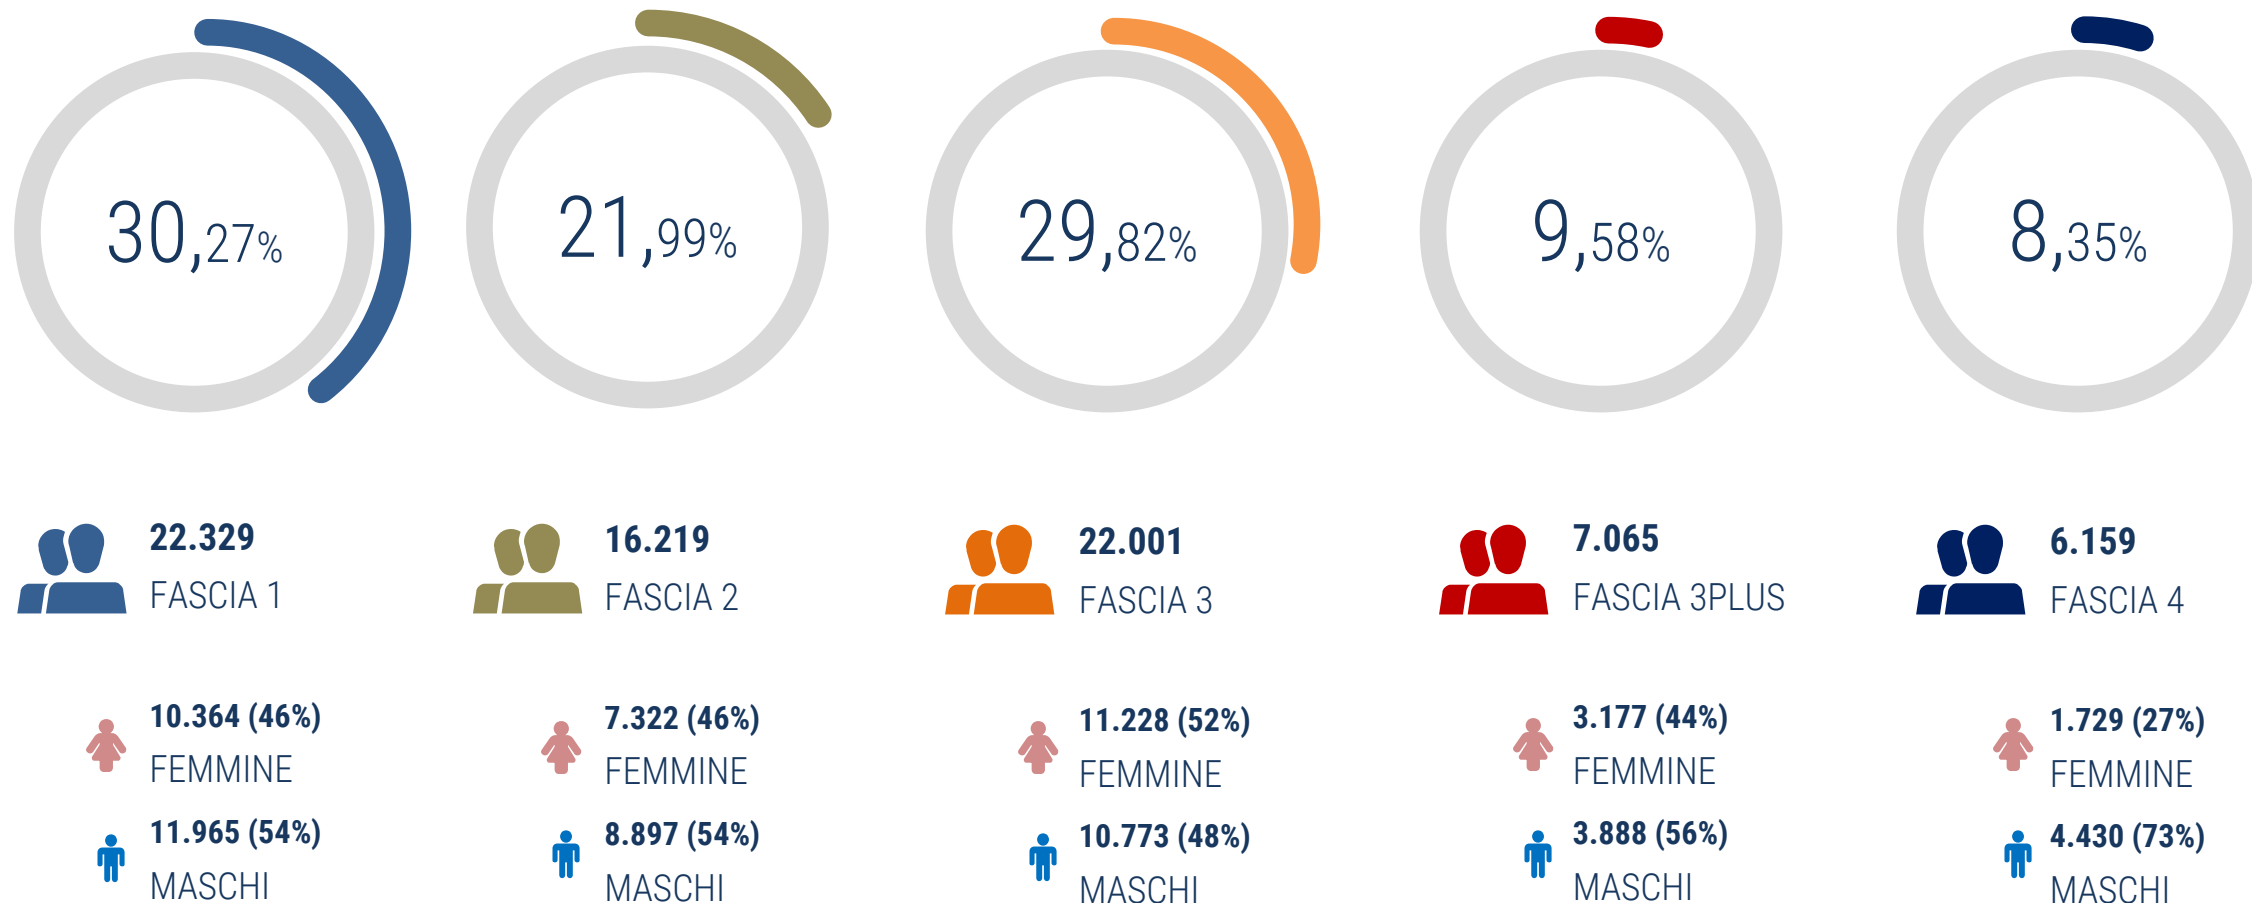 30,27%
21,99%
29,82%
9,58%
8,35%
22.329
FASCIA 1
16.219
FASCIA 2
22.001
FASCIA 3
7.065
FASCIA 3PLUS
6.159
FASCIA 4
10.364 (46%)
FEMMINE
7.322 (46%)
FEMMINE
11.228 (52%)
FEMMINE
3.177 (44%)
FEMMINE
1.729 (27%)
FEMMINE
11.965 (54%)
MASCHI
8.897 (54%)
MASCHI
10.773 (48%)
MASCHI
3.888 (56%)
MASCHI
4.430 (73%)
MASCHI